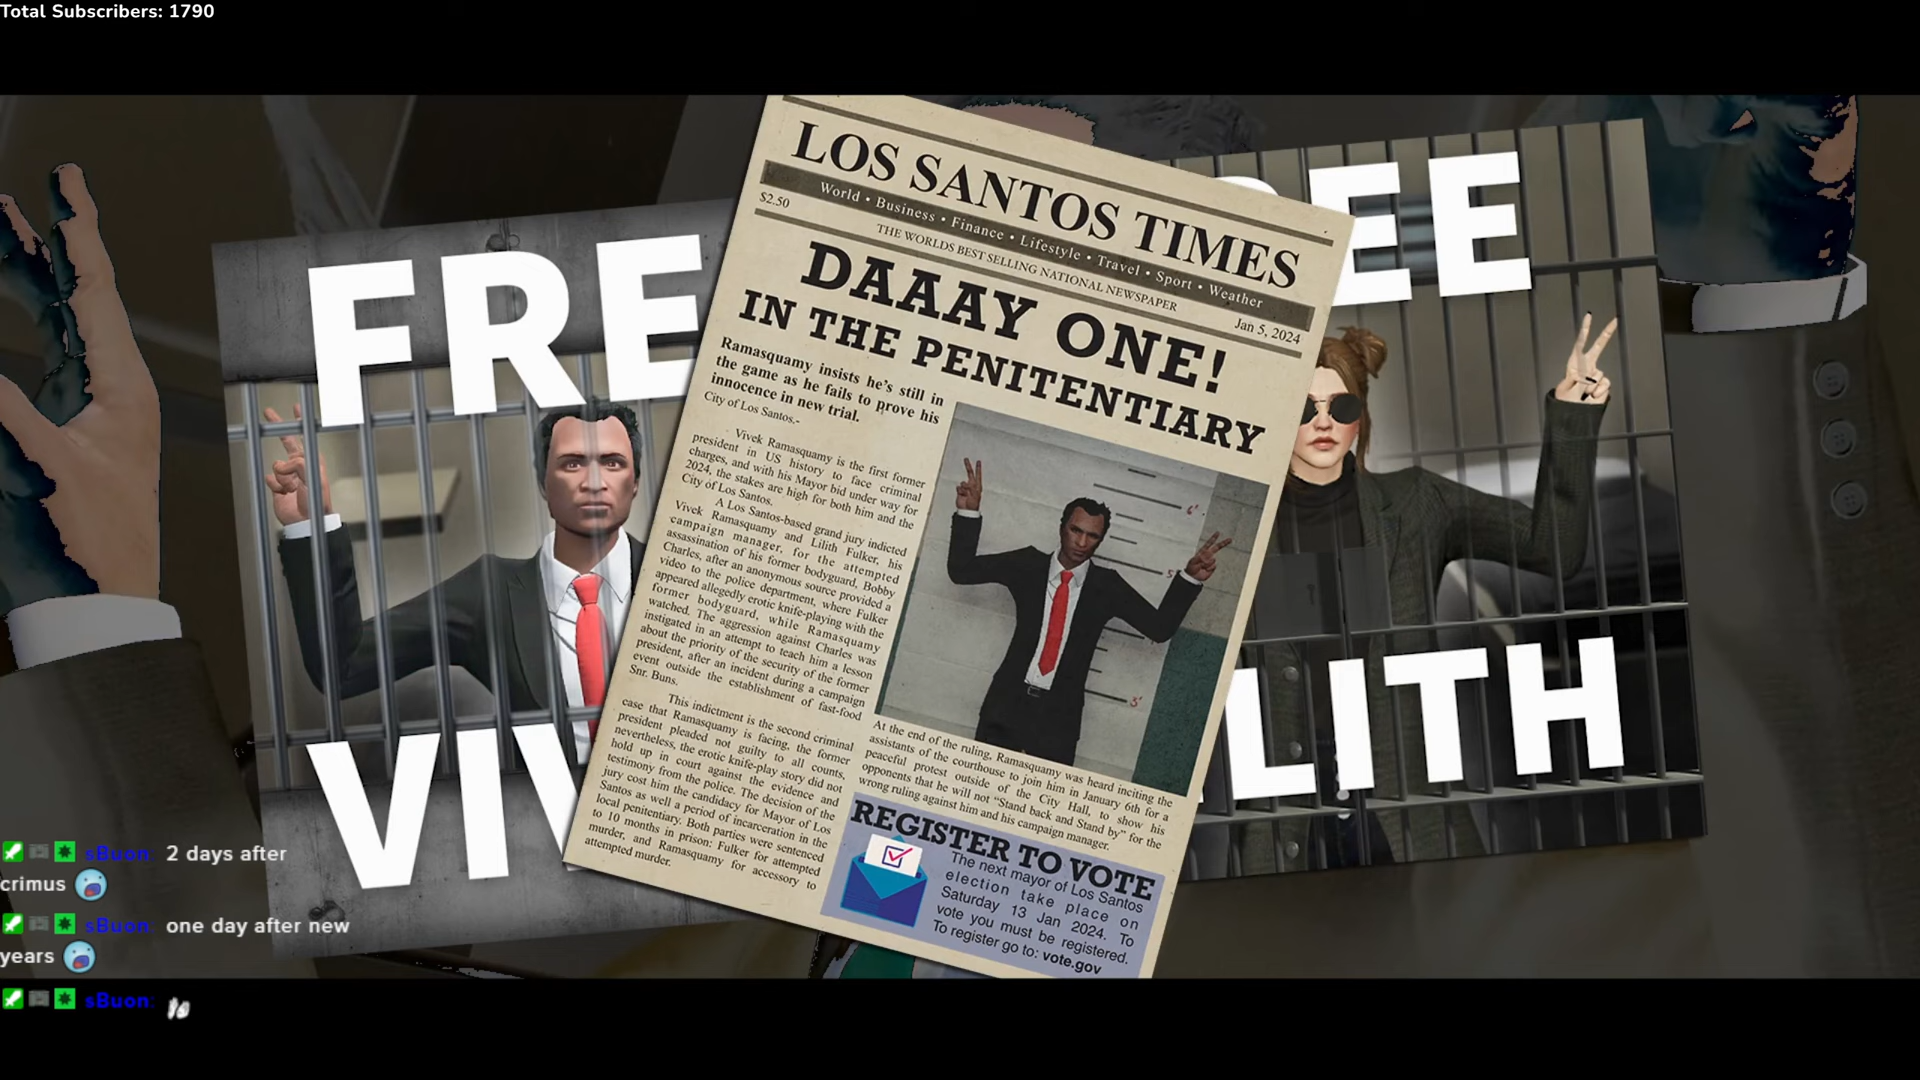 Total Subscribers: 1790
FRE
VIV
LOS SANTOS TIMES
World • Business • Finance • Lifestyle • Travel • Sport • Weather
$2.50
THE WORLDS BEST SELLING NATIONAL NEWSPAPER
Jan 5, 2024
DAAAY ONE!
IN THE PENITENTIARY
Ramasquamy insists he's still in
the game as he fails to prove his
innocence in new trial.
City of Los Santos.-
Vivek Ramasquamy is the first former
president in US history to face criminal
charges, and with his Mayor bid under way for
2024, the stakes are high for both him and the
City of Los Santos.
A Los Santos-based grand jury indicted
Vivek Ramasquamy and Lilith Fulker, his
campaign manager, for the attempted
assassination of his former bodyguard, Bobby
Charles, after an anonymous source provided a
video to the police department, where Fulker
appeared allegedly erotic knife-playing with the
former bodyguard, while Ramasquamy
watched. The aggression against Charles was
instigated in an attempt to teach him a lesson
about the priority of the security of the former
president, after an incident during a campaign
event outside the establishment of fast-food
Snr. Buns.
This indictment is the second criminal
case that Ramasquamy is facing, the former
president pleaded not guilty to all counts,
nevertheless, the erotic knife-play story did not
hold up in court against the evidence and
testimony from the police. The decision of the
jury cost him the candidacy for Mayor of Los
Santos as well a period of incarceration in the
local penitentiary. Both parties were sentenced
to 10 months in prison: Fulker for attempted
murder, and Ramasquamy for accessory to
attempted murder.
6'
5'
3'
At the end of the ruling, Ramasquamy was heard inciting the
assistants of the courthouse to join him in January 6th for a
peaceful protest outside of the City Hall, to show his
opponents that he will not "Stand back and Stand by" for the
wrong ruling against him and his campaign manager.
REGISTER TO VOTE
The next mayor of Los Santos
election take place on
Saturday 13 Jan 2024. To
vote you must be registered.
To register go to: vote.gov
EE
LITH
sBuon: 2 days after
crimus
sBuon: one day after new
years
sBuon: